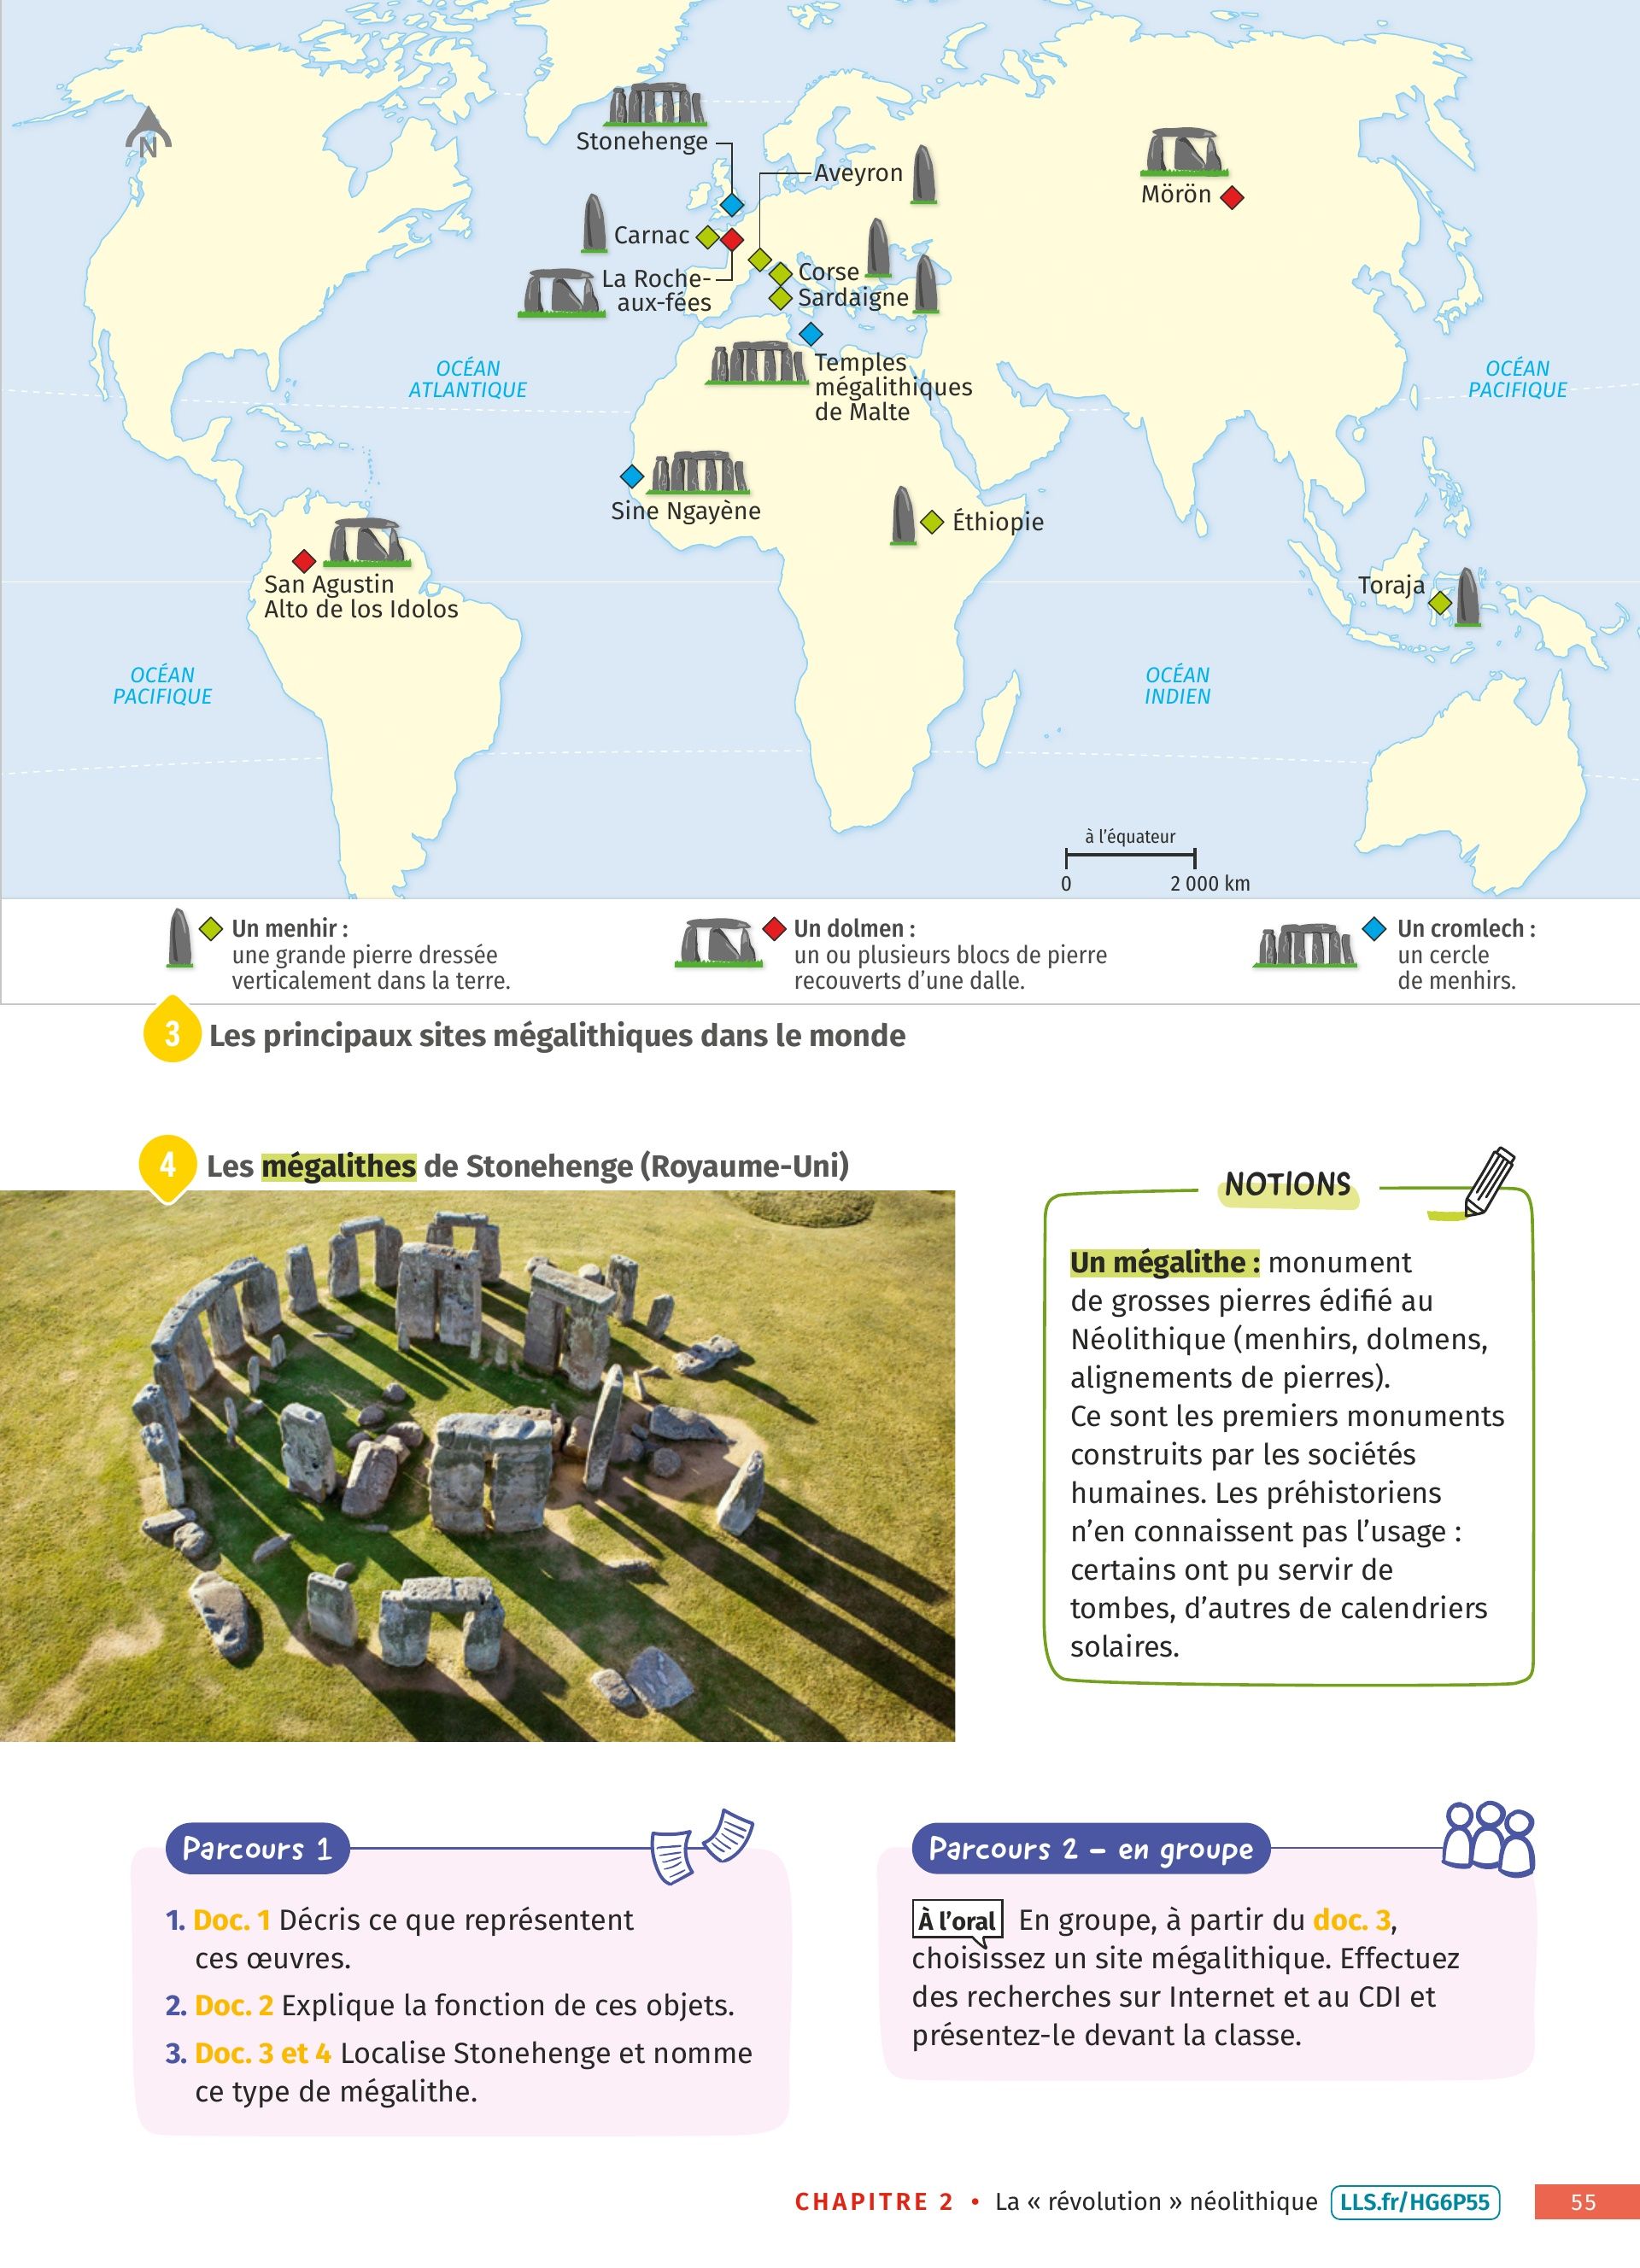 N
Stonehenge
Aveyron
Mörön
Carnac
La Roche-
aux-fées
Corse
Sardaigne
OCÉAN
ATLANTIQUE
Temples
mégalithiques
de Malte
OCÉAN
PACIFIQUE
Sine Ngayène
Éthiopie
San Agustin
Alto de los Idolos
Toraja
OCÉAN
PACIFIQUE
OCÉAN
INDIEN
à l'équateur
0 2 000 km
Un menhir :
une grande pierre dressée
verticalement dans la terre.
Un dolmen :
un ou plusieurs blocs de pierre
recouverts d'une dalle.
Un cromlech :
un cercle
de menhirs.
3 Les principaux sites mégalithiques dans le monde
4 Les mégalithes de Stonehenge (Royaume-Uni)
NOTIONS
Un mégalithe : monument
de grosses pierres édifié au
Néolithique (menhirs, dolmens,
alignements de pierres).
Ce sont les premiers monuments
construits par les sociétés
humaines. Les préhistoriens
n'en connaissent pas l'usage :
certains ont pu servir de
tombes, d'autres de calendriers
solaires.
Parcours 1
1. Doc. 1 Décris ce que représentent
ces œuvres.
2. Doc. 2 Explique la fonction de ces objets.
3. Doc. 3 et 4 Localise Stonehenge et nomme
ce type de mégalithe.
Parcours 2 – en groupe
À l'oral En groupe, à partir du doc. 3,
choisissez un site mégalithique. Effectuez
des recherches sur Internet et au CDI et
présentez-le devant la classe.
CHAPITRE 2 • La « révolution » néolithique LLS.fr/HG6P55 55